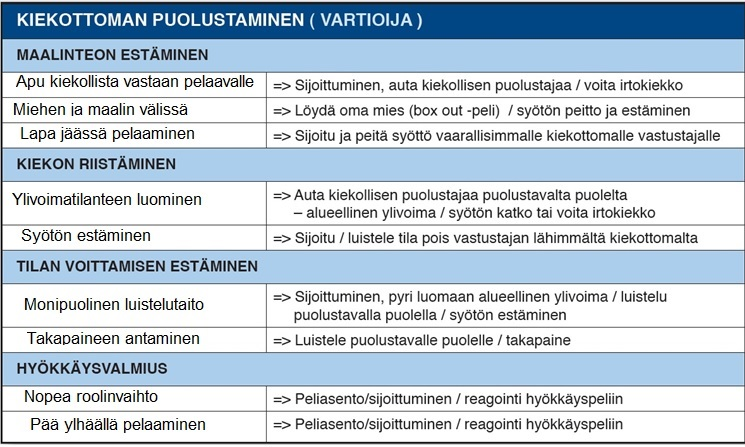 KIEKOTTOMAN PUOLUSTAMINEN ( VARTIOIJA )
MAALINTEON ESTÄMINEN
Apu kiekollista vastaan pelaavalle => Sijoittuminen, auta kiekollisen puolustajaa / voita irtokiekko
Miehen ja maalin välissä => Löydä oma mies (box out -peli) / syötön peitto ja estäminen
Lapa jäässä pelaaminen => Sijoitu ja peitä syöttö vaarallisimmalle kiekottomalle vastustajalle
KIEKON RIISTÄMINEN
Ylivoimatilanteen luominen => Auta kiekollisen puolustajaa puolustavalta puolelta
– alueellinen ylivoima / syötön katko tai voita irtokiekko
Syötön estäminen => Sijoitu / luistele tila pois vastustajan lähimmältä kiekottomalta
TILAN VOITTAMISEN ESTÄMINEN
Monipuolinen luistelutaito => Sijoittuminen, pyri luomaan alueellinen ylivoima / luistelu
puolustavalla puolella / syötön estäminen
Takapaineen antaminen => Luistele puolustavalle puolelle / takapaine
HYÖKKÄYSVALMIUS
Nopea roolinvaihto => Peliasento/sijoittuminen / reagointi hyökkäyspeliin
Pää ylhäällä pelaaminen => Peliasento/sijoittuminen / reagointi hyökkäyspeliin